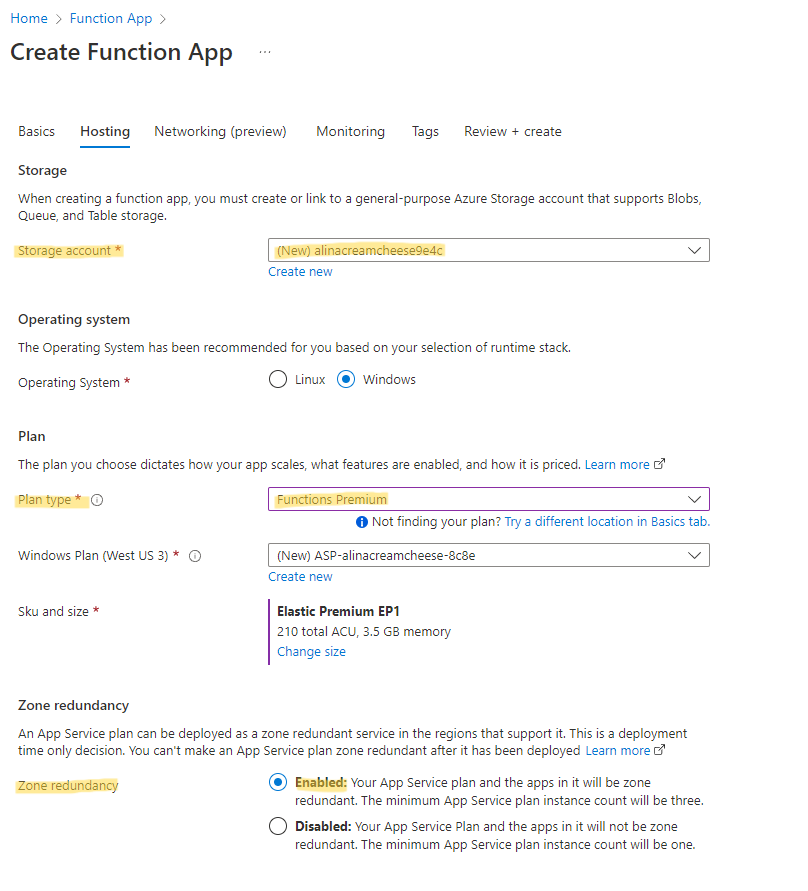 Home > Function App >
Create Function App ...
Basics Hosting Networking (preview) Monitoring Tags Review + create
Storage
When creating a function app, you must create or link to a general-purpose Azure Storage account that supports Blobs,
Queue, and Table storage.
Storage account * (New) alinacreamcheese9e4c
Create new
Operating system
The Operating System has been recommended for you based on your selection of runtime stack.
Operating System * Linux Windows
Plan
The plan you choose dictates how your app scales, what features are enabled, and how it is priced. Learn more
Plan type * Functions Premium
Not finding your plan? Try a different location in Basics tab.
Windows Plan (West US 3) * (New) ASP-alinacreamcheese-8c8e
Create new
Sku and size * Elastic Premium EP1
210 total ACU, 3.5 GB memory
Change size
Zone redundancy
An App Service plan can be deployed as a zone redundant service in the regions that support it. This is a deployment
time only decision. You can't make an App Service plan zone redundant after it has been deployed Learn more
Zone redundancy Enabled: Your App Service plan and the apps in it will be zone
redundant. The minimum App Service plan instance count will be three.
Disabled: Your App Service Plan and the apps in it will not be zone
redundant. The minimum App Service plan instance count will be one.